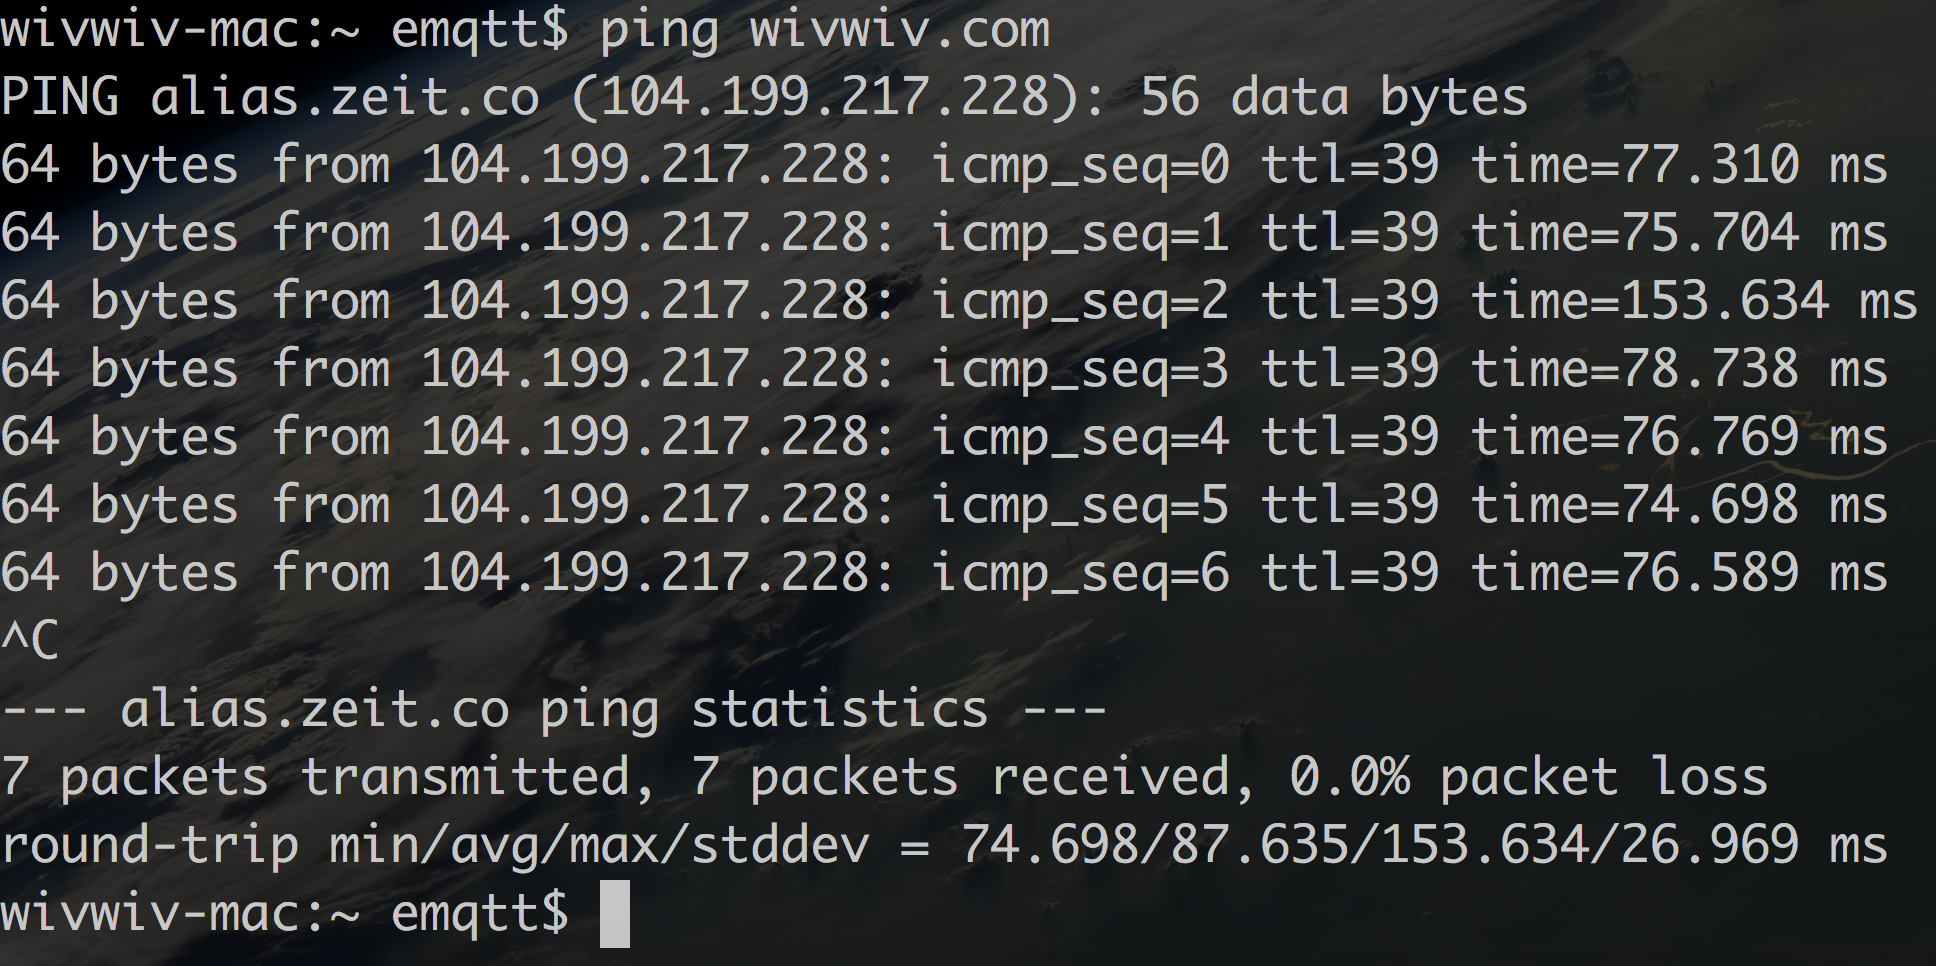 wivwiv-mac:~ emqtt$ ping wivwiv.com
PING alias.zeit.co (104.199.217.228): 56 data bytes
64 bytes from 104.199.217.228: icmp_seq=0 ttl=39 time=77.310 ms
64 bytes from 104.199.217.228: icmp_seq=1 ttl=39 time=75.704 ms
64 bytes from 104.199.217.228: icmp_seq=2 ttl=39 time=153.634 ms
64 bytes from 104.199.217.228: icmp_seq=3 ttl=39 time=78.738 ms
64 bytes from 104.199.217.228: icmp_seq=4 ttl=39 time=76.769 ms
64 bytes from 104.199.217.228: icmp_seq=5 ttl=39 time=74.698 ms
64 bytes from 104.199.217.228: icmp_seq=6 ttl=39 time=76.589 ms
^C
--- alias.zeit.co ping statistics ---
7 packets transmitted, 7 packets received, 0.0% packet loss
round-trip min/avg/max/stddev = 74.698/87.635/153.634/26.969 ms
wivwiv-mac:~ emqtt$